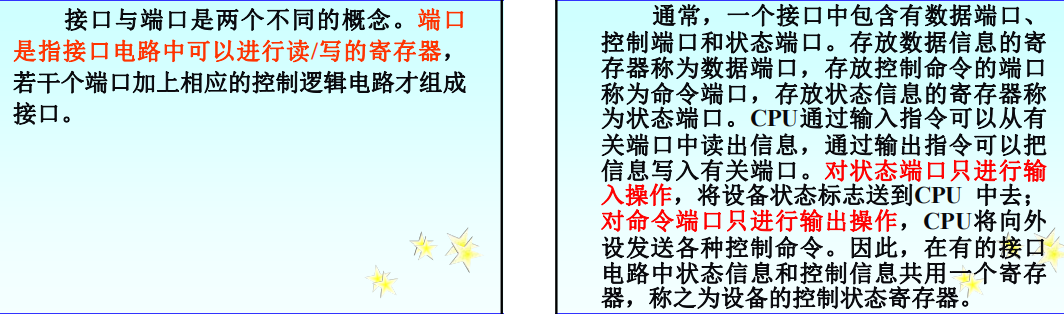 接口与端口是两个不同的概念。端口
是指接口电路中可以进行读/写的寄存器，
若干个端口加上相应的控制逻辑电路才组成
接口。
通常，一个接口中包含有数据端口、
控制端口和状态端口。存放数据信息的寄
存器称为数据端口，存放控制命令的端口
称为命令端口，存放状态信息的寄存器称
为状态端口。CPU通过输入指令可以从有
关端口中读出信息，通过输出指令可以把
信息写入有关端口。对状态端口只进行输
入操作，将设备状态标志送到CPU 中去；
对命令端口只进行输出操作，CPU将向外
设发送各种控制命令。因此，在有的接口
电路中状态信息和控制信息共用一个寄存
器，称之为设备的控制状态寄存器。